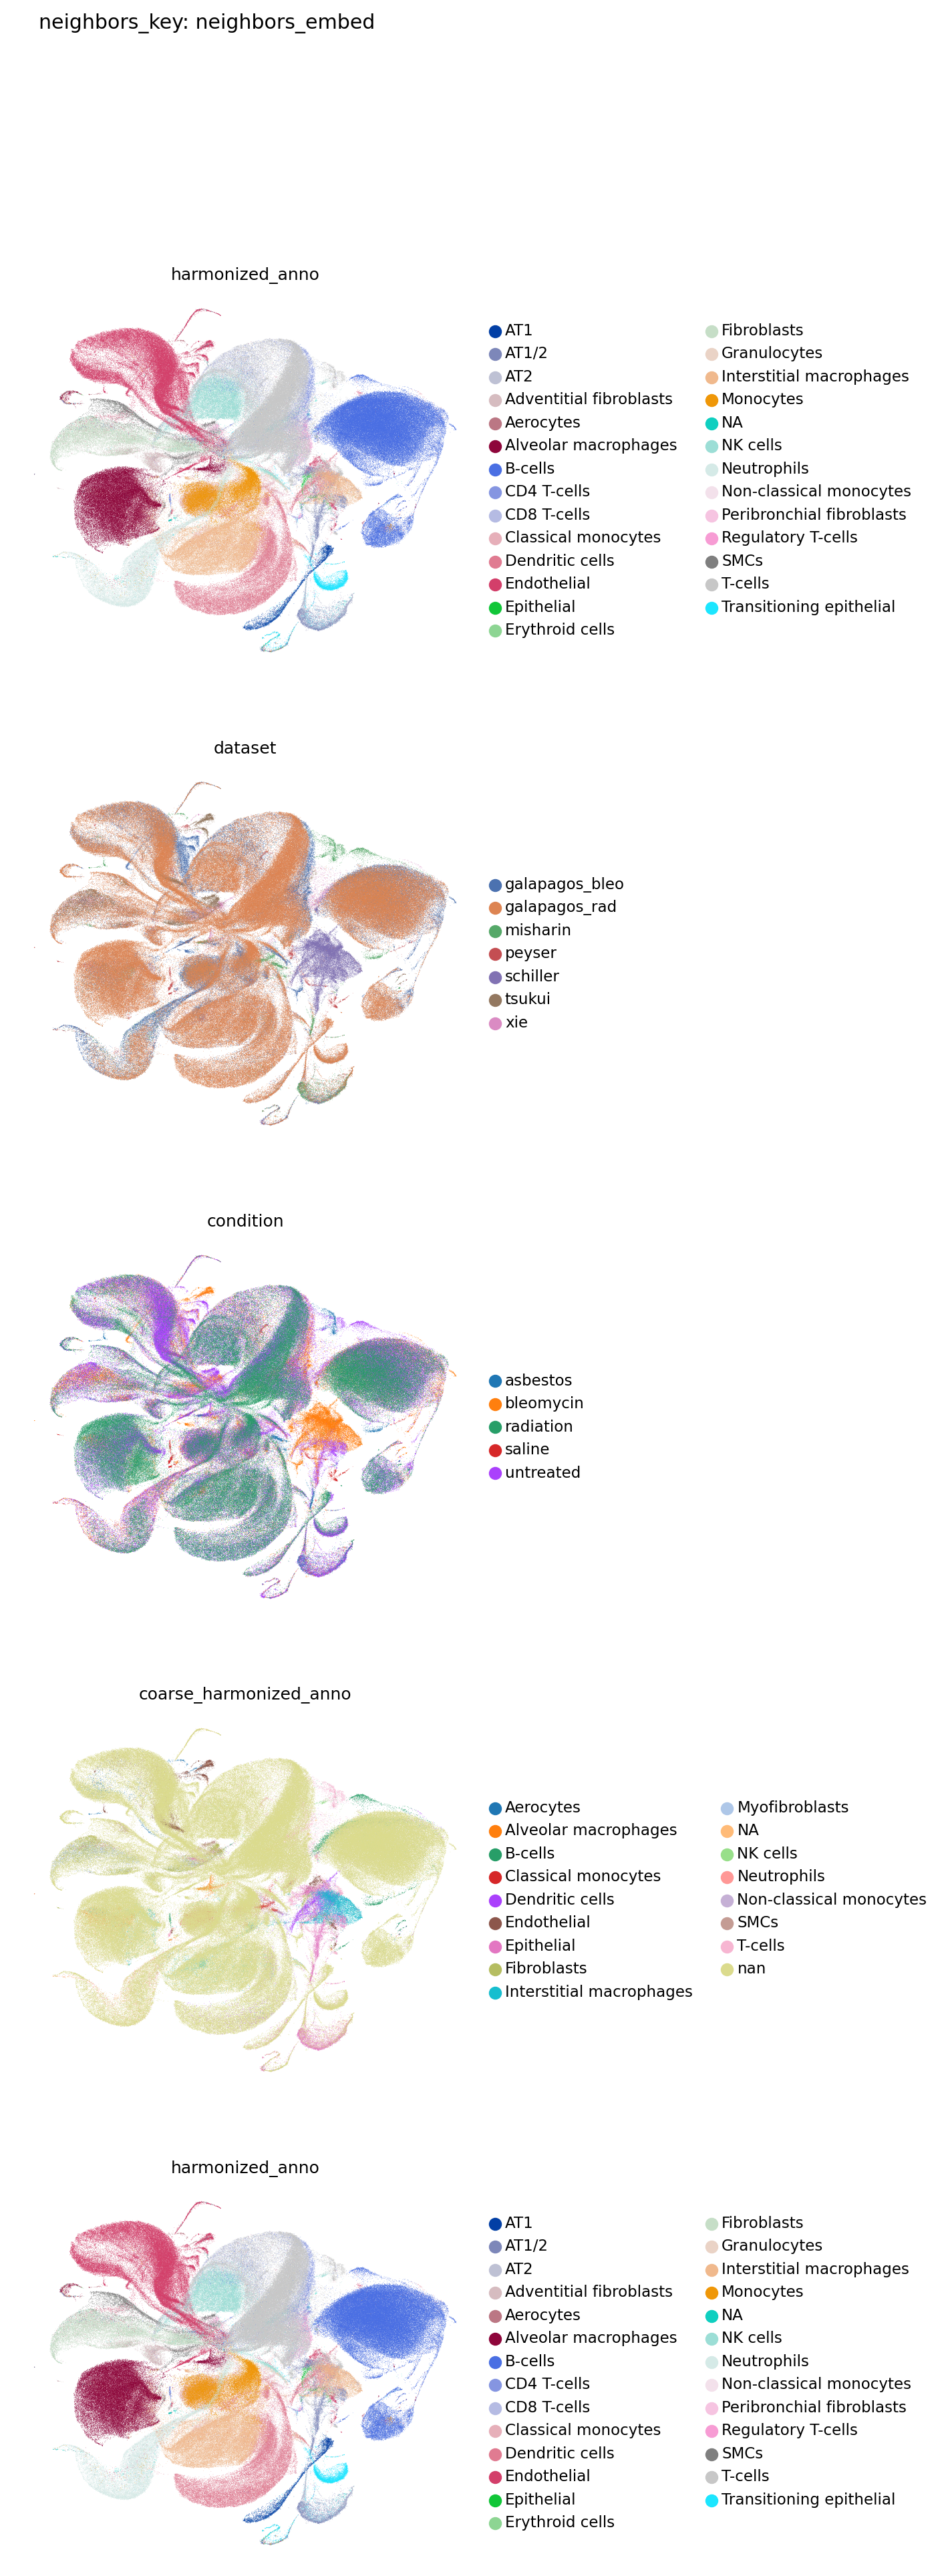 neighbors_key: neighbors_embed
harmonized_anno
AT1
AT1/2
AT2
Adventitial fibroblasts
Aerocytes
Alveolar macrophages
B-cells
CD4 T-cells
CD8 T-cells
Classical monocytes
Dendritic cells
Endothelial
Epithelial
Erythroid cells
Fibroblasts
Granulocytes
Interstitial macrophages
Monocytes
NA
NK cells
Neutrophils
Non-classical monocytes
Peribronchial fibroblasts
Regulatory T-cells
SMCs
T-cells
Transitioning epithelial
dataset
galapagos_bleo
galapagos_rad
misharin
peyser
schiller
tsukui
xie
condition
asbestos
bleomycin
radiation
saline
untreated
coarse_harmonized_anno
Aerocytes
Alveolar macrophages
B-cells
Classical monocytes
Dendritic cells
Endothelial
Epithelial
Fibroblasts
Interstitial macrophages
Myofibroblasts
NA
NK cells
Neutrophils
Non-classical monocytes
SMCs
T-cells
nan
harmonized_anno
AT1
AT1/2
AT2
Adventitial fibroblasts
Aerocytes
Alveolar macrophages
B-cells
CD4 T-cells
CD8 T-cells
Classical monocytes
Dendritic cells
Endothelial
Epithelial
Erythroid cells
Fibroblasts
Granulocytes
Interstitial macrophages
Monocytes
NA
NK cells
Neutrophils
Non-classical monocytes
Peribronchial fibroblasts
Regulatory T-cells
SMCs
T-cells
Transitioning epithelial